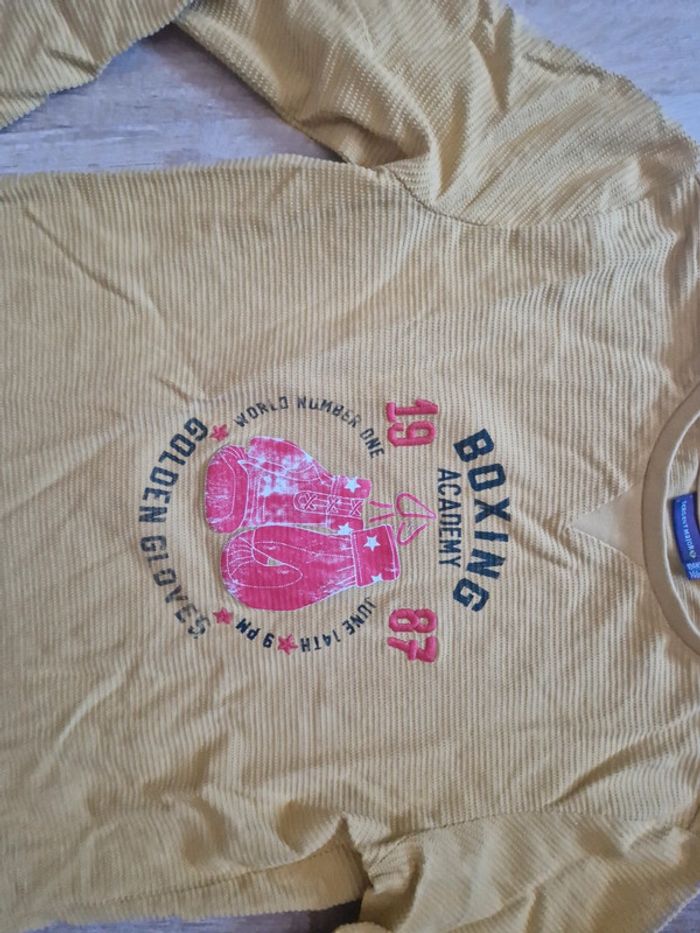 BOXING
ACADEMY
19 87
WORLD NUMBER ONE
JUNE 14TH ★ 9 PM
GOLDEN GLOVES